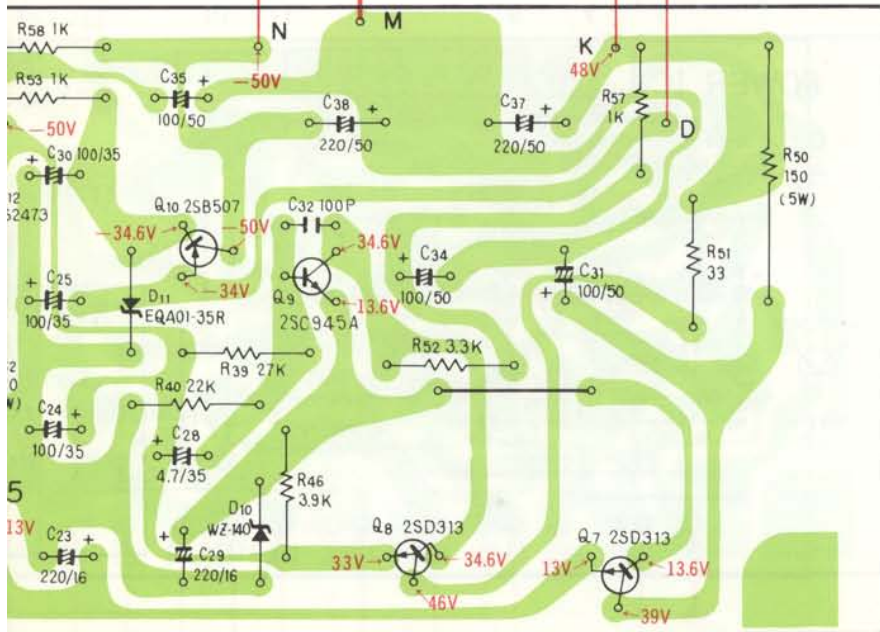 R58 1K
N
M
K
48V
R53 1K
-50V
C35 +
100/50
-50V
C38 +
220/50
C37 +
220/50
R57
1K
D
+ C30 100/35
R50
150
(5W)
Q10 2SB507
-34.6V
-50V
C32 100P
34.6V
R51
33
+ C25
100/35
-34V
D11
EQA01-35R
Q9
13.6V
2SC945A
+ C34
100/50
C31
+ 100/50
R39 27K
R52 3.3K
R40 22K
C24 +
100/35
+ C28
4.7/35
R46
3.9K
5
13V
C23 +
220/16
+ C29
220/16
D10
WZ-140
Q8 2SD313
33V
34.6V
46V
Q7 2SD313
13V
13.6V
39V